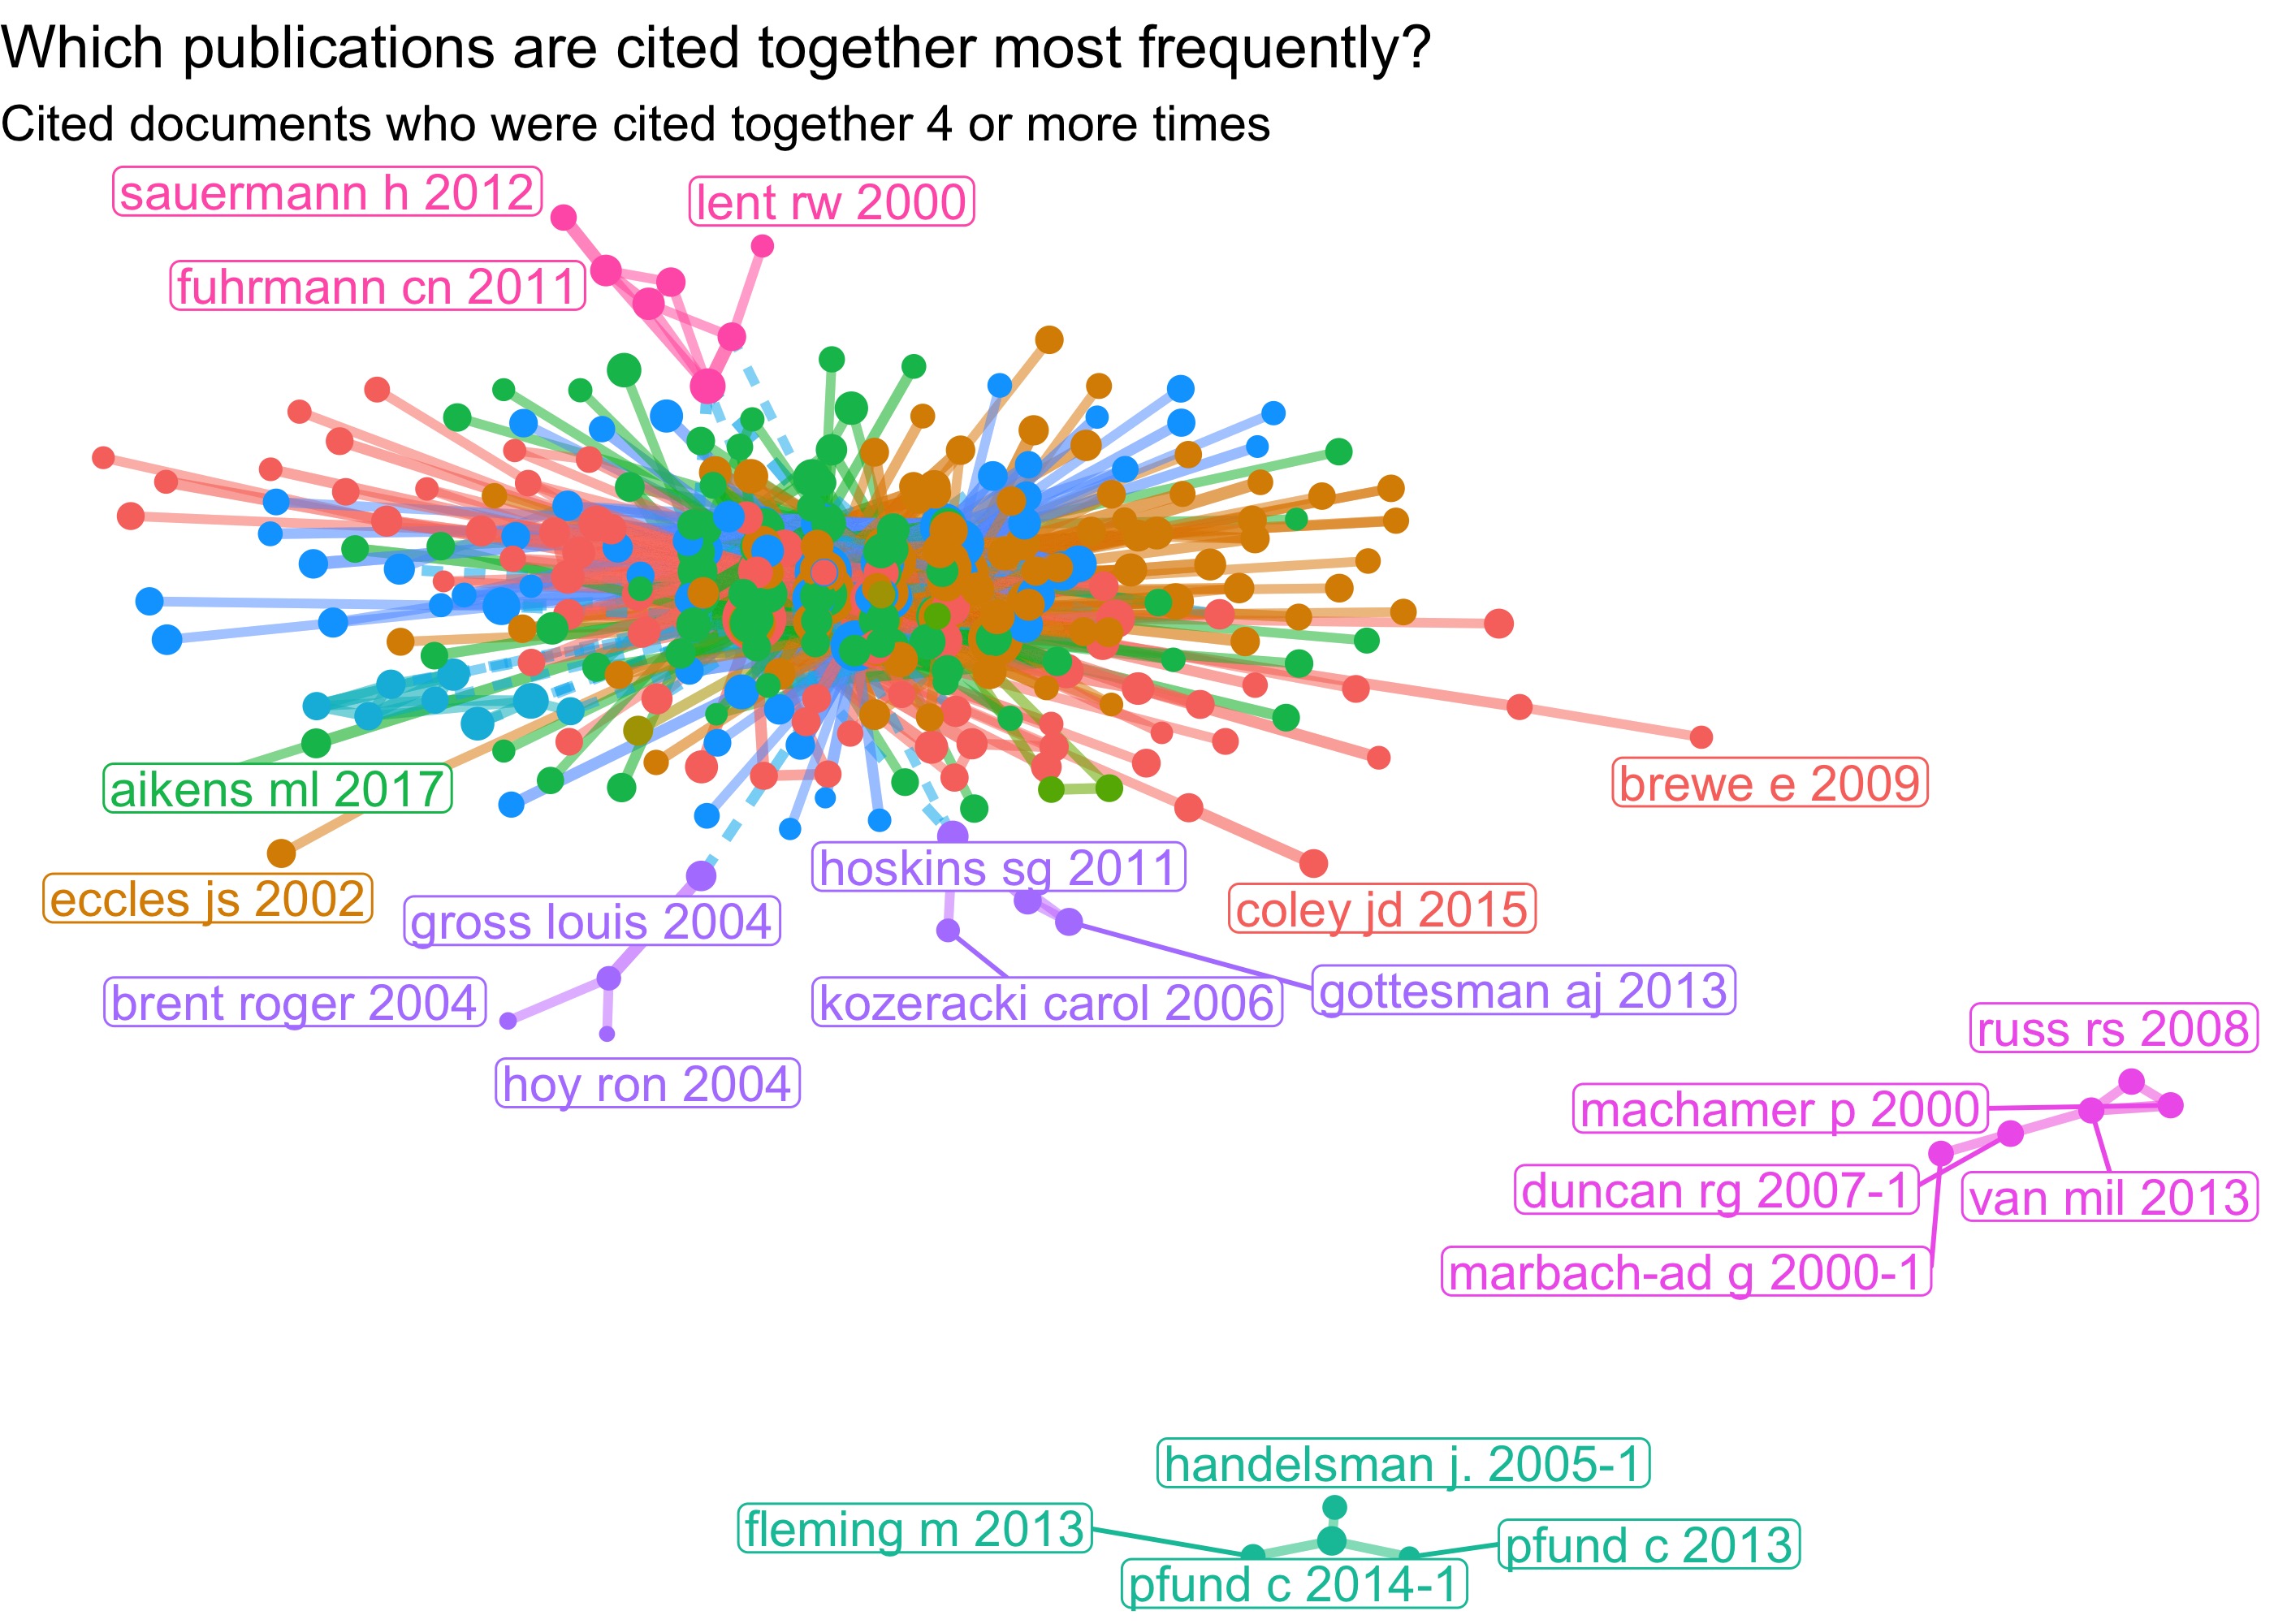 Which publications are cited together most frequently?
Cited documents who were cited together 4 or more times
sauermann h 2012
lent rw 2000
fuhrmann cn 2011
aikens ml 2017
brewe e 2009
eccles js 2002
hoskins sg 2011
gross louis 2004
coley jd 2015
brent roger 2004
kozeracki carol 2006
gottesman aj 2013
hoy ron 2004
russ rs 2008
machamer p 2000
duncan rg 2007-1
van mil 2013
marbach-ad g 2000-1
handelsman j. 2005-1
fleming m 2013
pfund c 2013
pfund c 2014-1